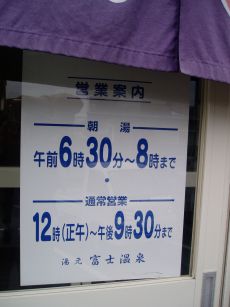 営業案内
朝湯
午前6時30分～8時まで
・
通常営業
12時(正午)～午後9時30分まで
湯元 富士温泉